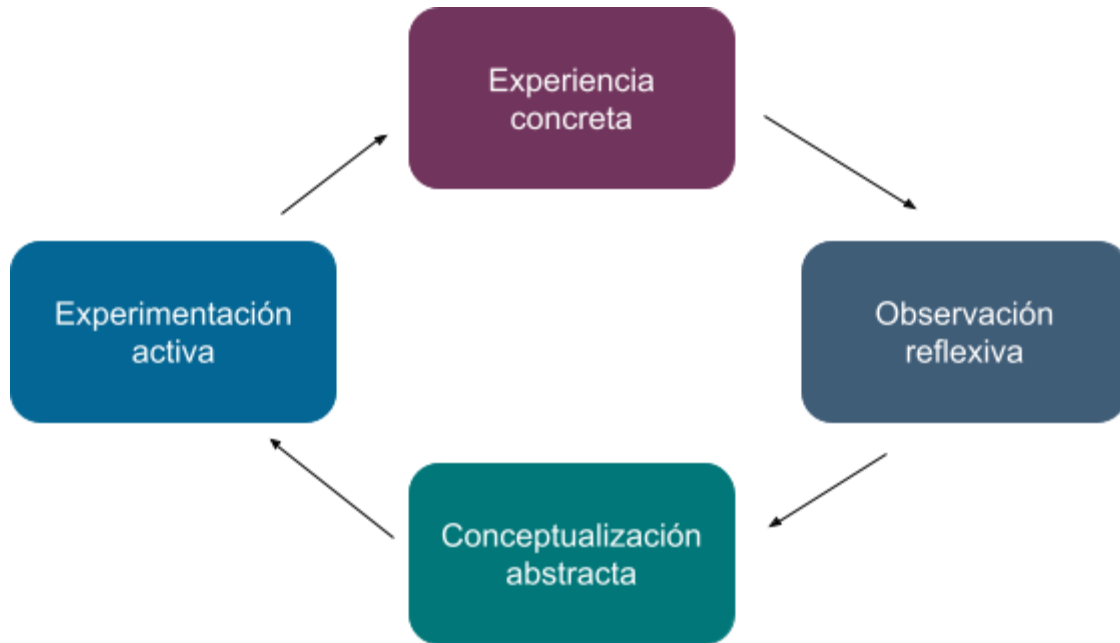 Experiencia
concreta
Experimentación
activa
Observación
reflexiva
Conceptualización
abstracta